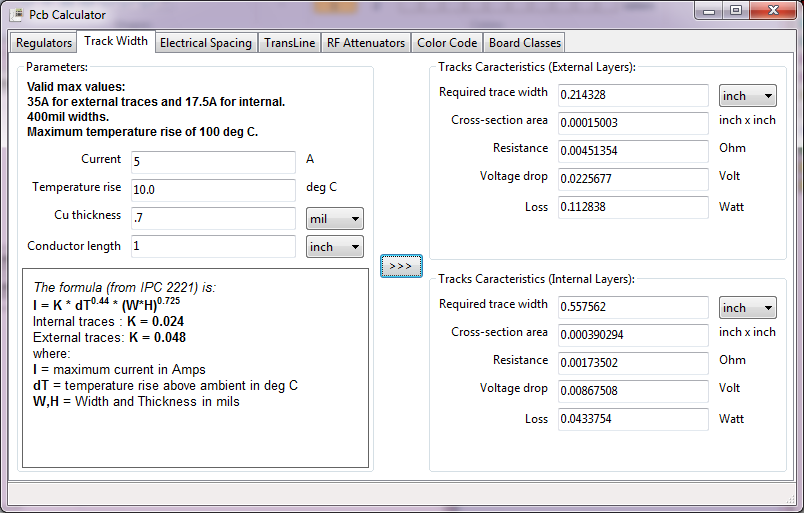 Pcb Calculator
Regulators Track Width Electrical Spacing TransLine RF Attenuators Color Code Board Classes
Parameters:
Valid max values:
35A for external traces and 17.5A for internal.
400mil widths.
Maximum temperature rise of 100 deg C.
Current 5 A
Temperature rise 10.0 deg C
Cu thickness .7 mil
Conductor length 1 inch
The formula (from IPC 2221) is:
I = K * dT0.44 * (W*H)0.725
Internal traces : K = 0.024
External traces: K = 0.048
where:
I = maximum current in Amps
dT = temperature rise above ambient in deg C
W,H = Width and Thickness in mils
>>>
Tracks Caracteristics (External Layers):
Required trace width 0.214328 inch
Cross-section area 0.00015003 inch x inch
Resistance 0.00451354 Ohm
Voltage drop 0.0225677 Volt
Loss 0.112838 Watt
Tracks Caracteristics (Internal Layers):
Required trace width 0.557562 inch
Cross-section area 0.000390294 inch x inch
Resistance 0.00173502 Ohm
Voltage drop 0.00867508 Volt
Loss 0.0433754 Watt